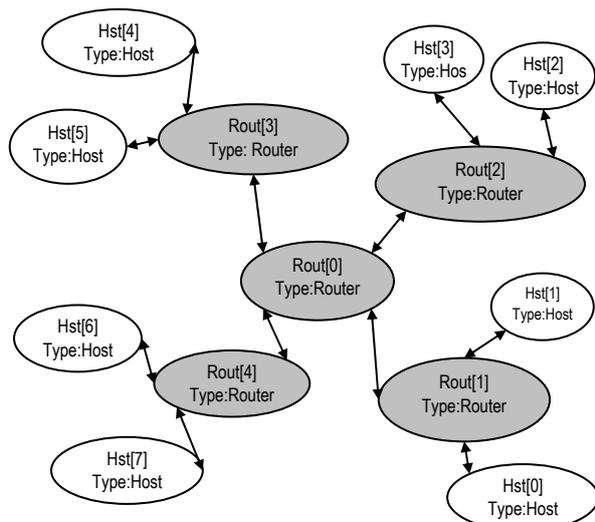 Hst[4]
Type:Host
Hst[3]
Type:Hos
Hst[2]
Type:Host
Hst[5]
Type:Host
Rout[3]
Type: Router
Rout[2]
Type:Router
Rout[0]
Type:Router
Hst[1]
Type:Host
Hst[6]
Type:Host
Rout[4]
Type:Router
Rout[1]
Type:Router
Hst[7]
Type:Host
Hst[0]
Type:Host